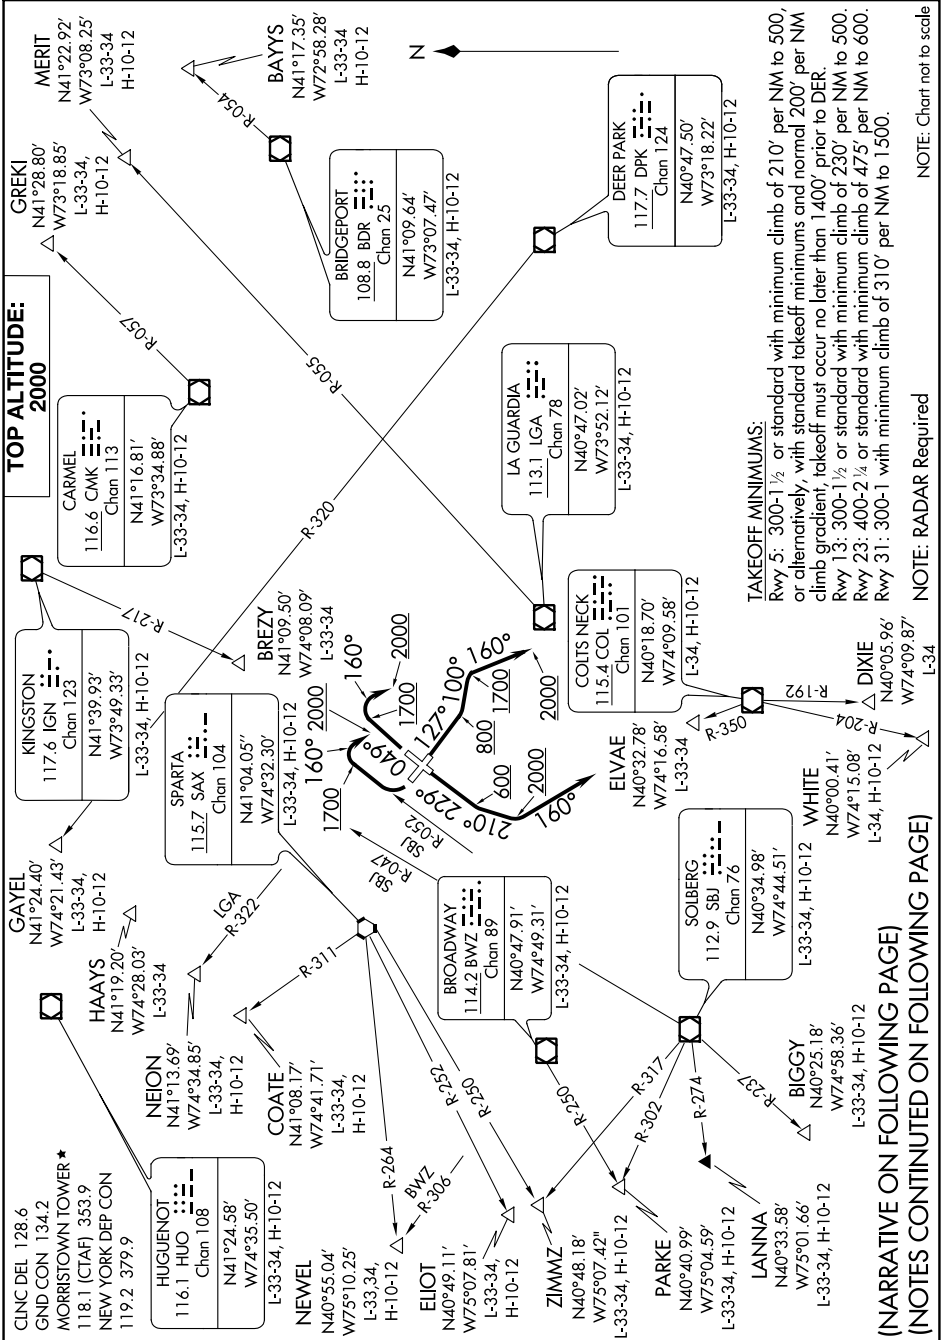 CLNC DEL 128.6
GND CON 134.2
MORRISTOWN TOWER★
118.1 (CTAF) 353.9
NEW YORK DEP CON
119.2 379.9
TOP ALTITUDE:
2000
HUGUENOT
116.1 HUO
Chan 108
N41°24.58'
W74°35.50'
L-33-34, H-10-12
HAAYS
N41°19.20'
W74°28.03'
L-33-34
GAYEL
N41°24.40'
W74°21.43'
L-33-34,
H-10-12
KINGSTON
117.6 IGN
Chan 123
N41°39.93'
W73°49.33'
L-33-34, H-10-12
R-217
CARMEL
116.6 CMK
Chan 113
N41°16.81'
W73°34.88'
L-33-34, H-10-12
R-057
GREKI
N41°28.80'
W73°18.85'
L-33-34,
H-10-12
MERIT
N41°22.92'
W73°08.25'
L-33-34
H-10-12
NEION
N41°13.69'
W74°34.85'
L-33-34,
H-10-12
LGA
R-322
SPARTA
115.7 SAX
Chan 104
N41°04.05"
W74°32.30'
L-33-34, H-10-12
BREZY
N41°09.50'
W74°08.09'
L-33-34
R-320
R-055
BRIDGEPORT
108.8 BDR
Chan 25
N41°09.64'
W73°07.47'
L-33-34, H-10-12
R-054
BAYYS
N41°17.35'
W72°58.28'
L-33-34
H-10-12
N
COATE
N41°08.17'
W74°41.71'
L-33-34,
H-10-12
R-311
R-264
R-252
R-250
BWZ
R-306
NEWEL
N40°55.04'
W75°10.25'
L-33,34,
H-10-12
ELIOT
N40°49.11'
W75°07.81'
L-33-34,
H-10-12
ZIMMZ
N40°48.18'
W75°07.42"
L-33-34, H-10-12
SBJ
R-047
SBJ
R-052
1700
160°
2000
049°
160°
1700
2000
127°
100°
160°
800
1700
2000
229°
210°
600
2000
160°
BROADWAY
114.2 BWZ
Chan 89
N40°47.91'
W74°49.31'
L-33-34, H-10-12
R-250
R-317
R-302
R-274
R-237
LA GUARDIA
113.1 LGA
Chan 78
N40°47.02'
W73°52.12'
L-33-34, H-10-12
DEER PARK
117.7 DPK
Chan 124
N40°47.50'
W73°18.22'
L-33-34, H-10-12
PARKE
N40°40.99'
W75°04.59'
L-33-34, H-10-12
LANNA
N40°33.58'
W75°01.66'
L-33-34, H-10-12
BIGGY
N40°25.18'
W74°58.36'
L-33-34, H-10-12
SOLBERG
112.9 SBJ
Chan 76
N40°34.98'
W74°44.51'
L-33-34, H-10-12
ELVAE
N40°32.78'
W74°16.58'
L-33-34
COLTS NECK
115.4 COL
Chan 101
N40°18.70'
W74°09.58'
L-34, H-10-12
R-350
R-192
R-204
WHITE
N40°00.41'
W74°15.08'
L-34, H-10-12
DIXIE
N40°05.96'
W74°09.87'
L-34
TAKEOFF MINIMUMS:
Rwy 5: 300-1½ or standard with minimum climb of 210' per NM to 500,
or alternatively, with standard takeoff minimums and normal 200' per NM
climb gradient, takeoff must occur no later than 1400' prior to DER.
Rwy 13: 300-1½ or standard with minimum climb of 230' per NM to 500.
Rwy 23: 400-2¼ or standard with minimum climb of 475' per NM to 600.
Rwy 31: 300-1 with minimum climb of 310' per NM to 1500.
NOTE: RADAR Required
NOTE: Chart not to scale
(NARRATIVE ON FOLLOWING PAGE)
(NOTES CONTINUTED ON FOLLOWING PAGE)